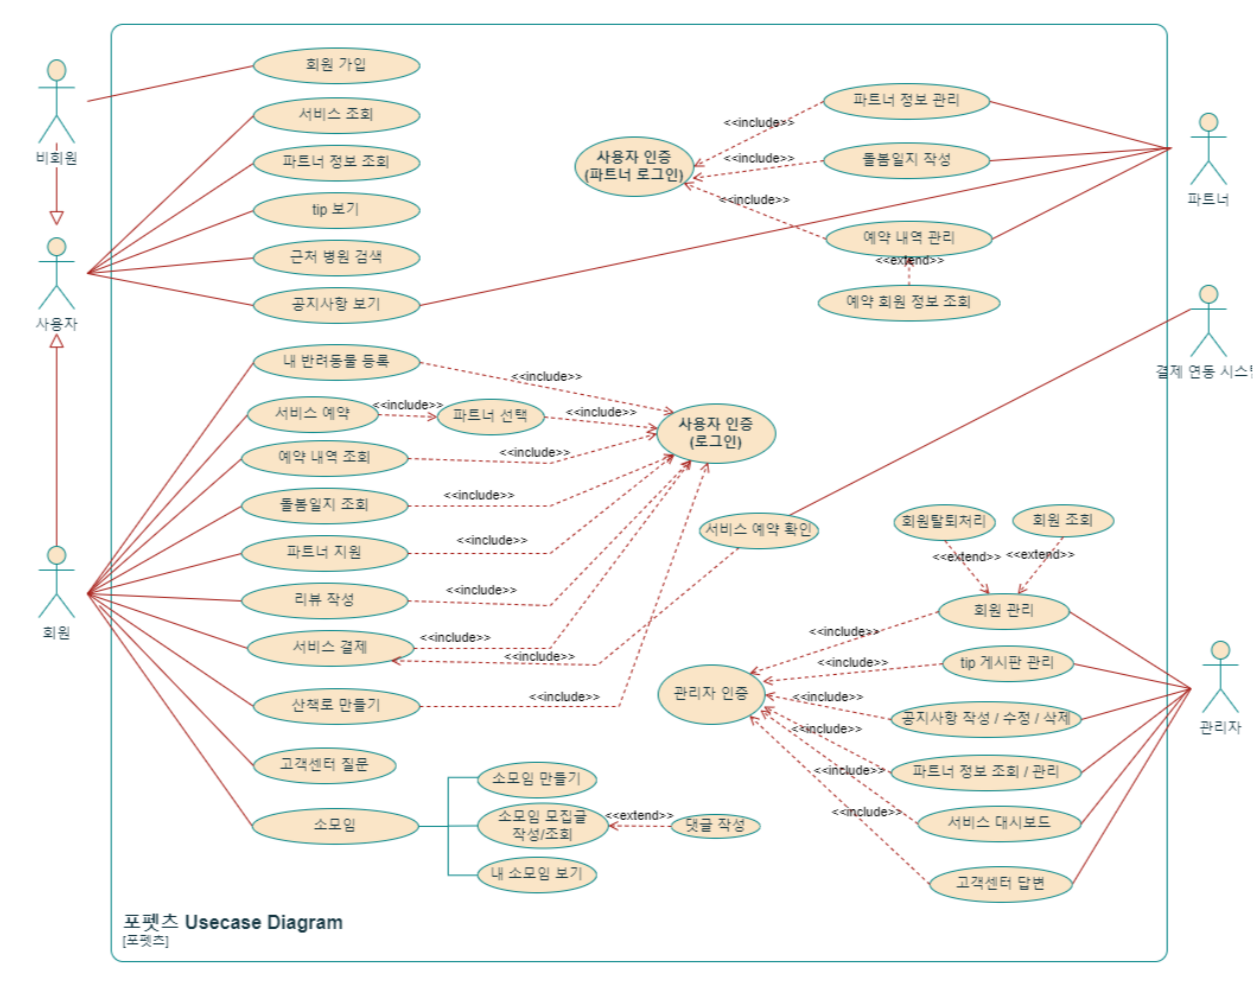 회원 가입
서비스 조회
파트너 정보 조회
tip 보기
근처 병원 검색
공지사항 보기
비회원
사용자
회원
내 반려동물 등록
<<include>>
서비스 예약
<<include>>
파트너 선택
<<include>>
예약 내역 조회
<<include>>
돌봄일지 조회
<<include>>
파트너 지원
<<include>>
리뷰 작성
<<include>>
서비스 결제
<<include>>
<<include>>
산책로 만들기
<<include>>
고객센터 질문
소모임
소모임 만들기
소모임 모집글
작성/조회
<<extend>>
댓글 작성
내 소모임 보기
사용자 인증
(로그인)
사용자 인증
(파트너 로그인)
<<include>>
<<include>>
<<include>>
파트너 정보 관리
돌봄일지 작성
예약 내역 관리
<<extend>>
예약 회원 정보 조회
파트너
결제 연동 시스템
서비스 예약 확인
회원탈퇴처리
회원 조회
<<extend>>
<<extend>>
회원 관리
<<include>>
tip 게시판 관리
<<include>>
관리자 인증
공지사항 작성 / 수정 / 삭제
<<include>>
<<include>>
파트너 정보 조회 / 관리
<<include>>
서비스 대시보드
<<include>>
고객센터 답변
관리자
포펫츠 Usecase Diagram
[포펫츠]